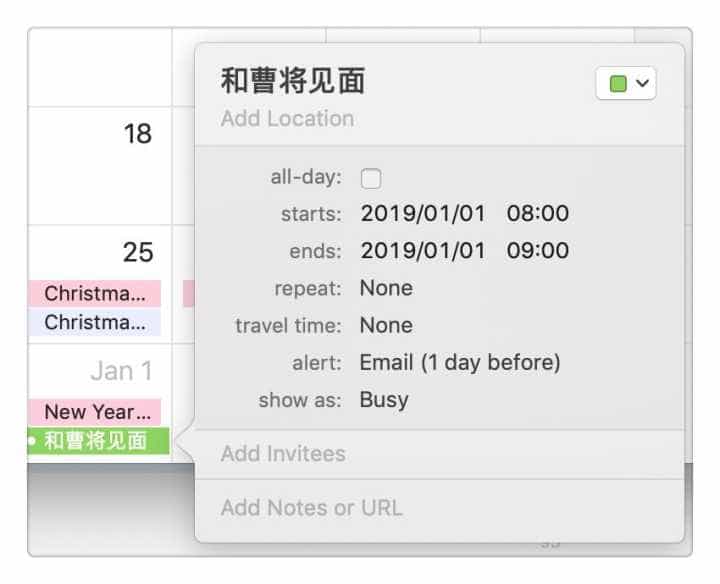 和曹将见面
Add Location
18
all-day:
starts: 2019/01/01 08:00
ends: 2019/01/01 09:00
25
Christma...
repeat: None
Christma...
travel time: None
alert: Email (1 day before)
Jan 1
show as: Busy
New Year...
和曹将见面
Add Invitees
Add Notes or URL